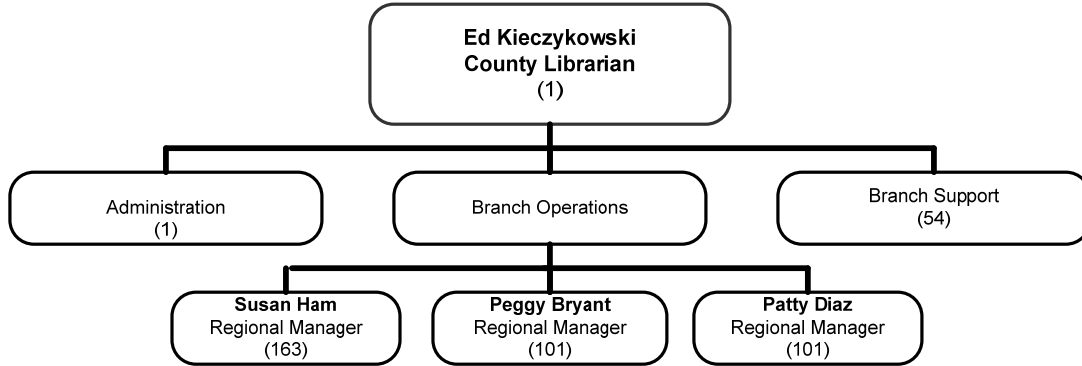 Ed Kieczykowski
County Librarian
(1)
Administration
(1)
Branch Operations
Branch Support
(54)
Susan Ham
Regional Manager
(163)
Peggy Bryant
Regional Manager
(101)
Patty Diaz
Regional Manager
(101)